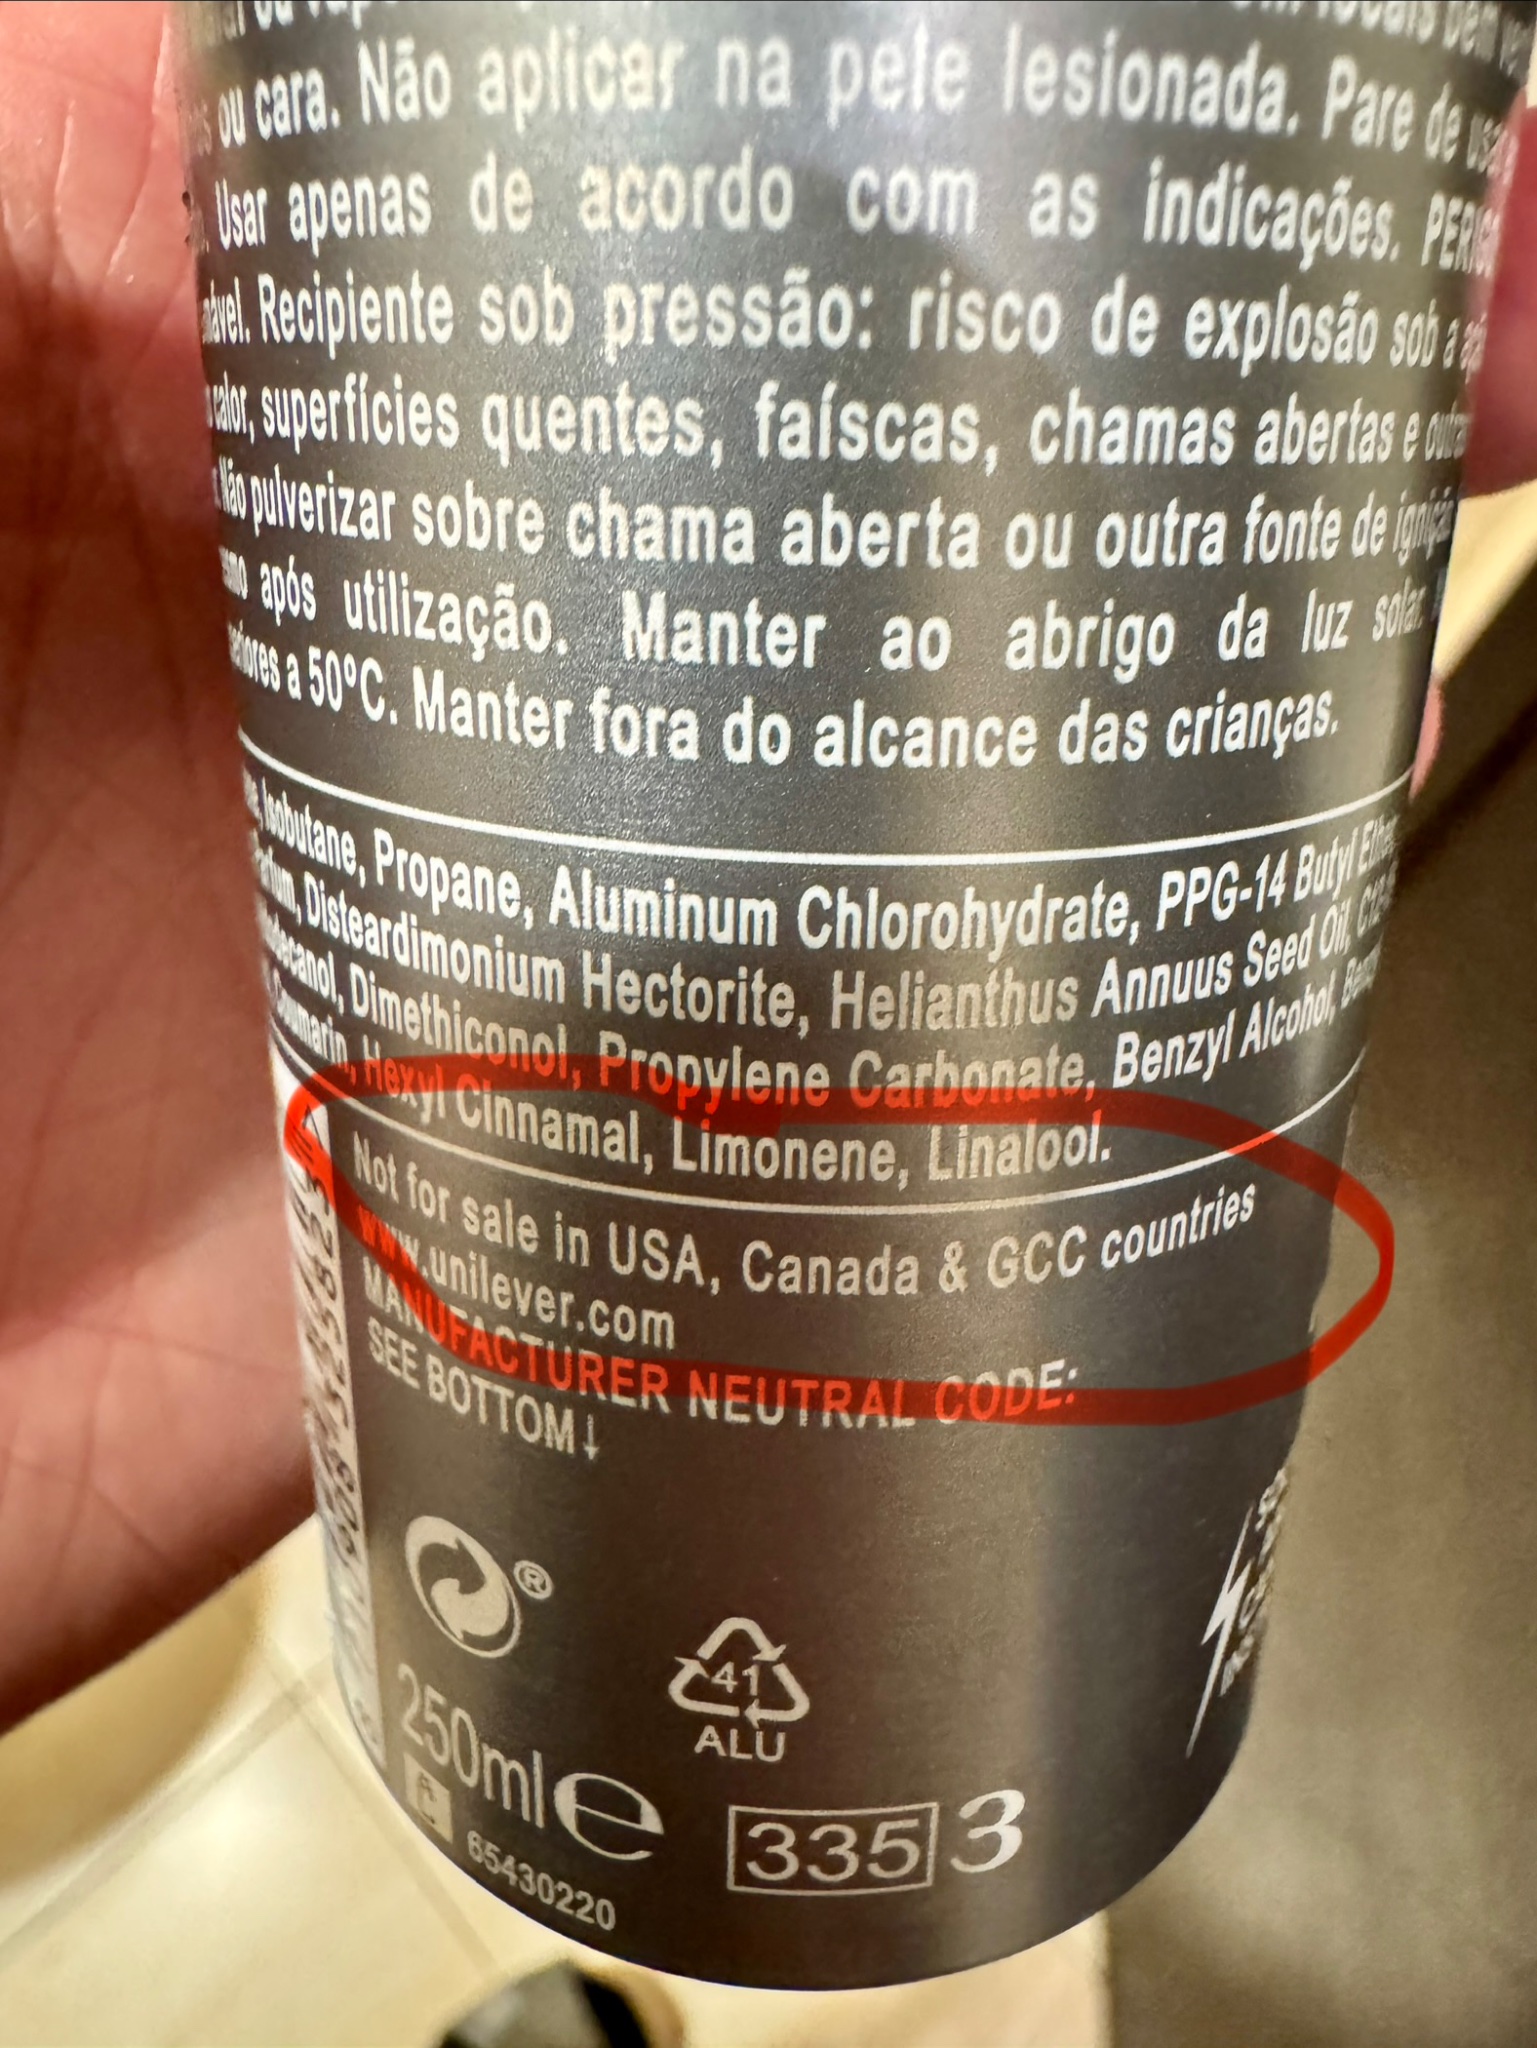 ou cara. Não aplicar na pele lesionada. Pare de
Usar apenas de acordo com as indicações.
Recipiente sob pressão: risco de explosão sob a
calor, superfícies quentes, faíscas, chamas abertas e
Não pulverizar sobre chama aberta ou outra fonte de
após utilização. Manter ao abrigo da luz solar.
a 50°C. Manter fora do alcance das crianças.
Isobutane, Propane, Aluminum Chlorohydrate, PPG-14 Butyl
Disteardimonium Hectorite, Helianthus Annuus Seed Oil,
Dimethiconol, Propylene Carbonate, Benzyl Alcohol,
Coumarin, Hexyl Cinnamal, Limonene, Linalool.
Not for sale in USA, Canada & GCC countries
www.unilever.com
MANUFACTURER NEUTRAL CODE:
SEE BOTTOM↓
®
41
ALU
250ml e
335 3
65430220